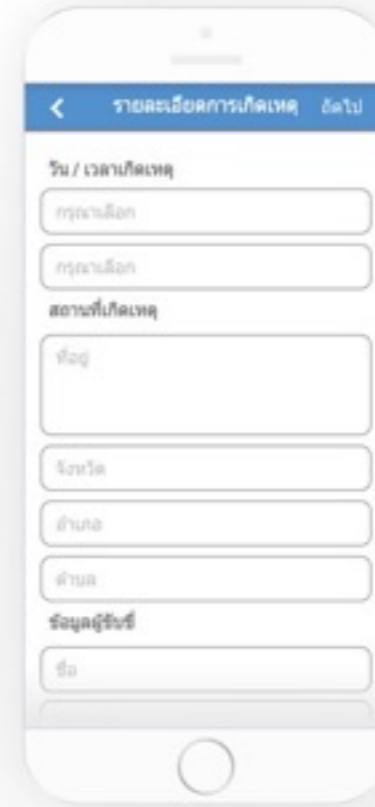 รายละเอียดการเกิดเหตุ ถัดไป
วัน / เวลาเกิดเหตุ
กรุณาเลือก
กรุณาเลือก
สถานที่เกิดเหตุ
ที่อยู่
จังหวัด
อำเภอ
ตำบล
ข้อมูลผู้ขับขี่
ชื่อ